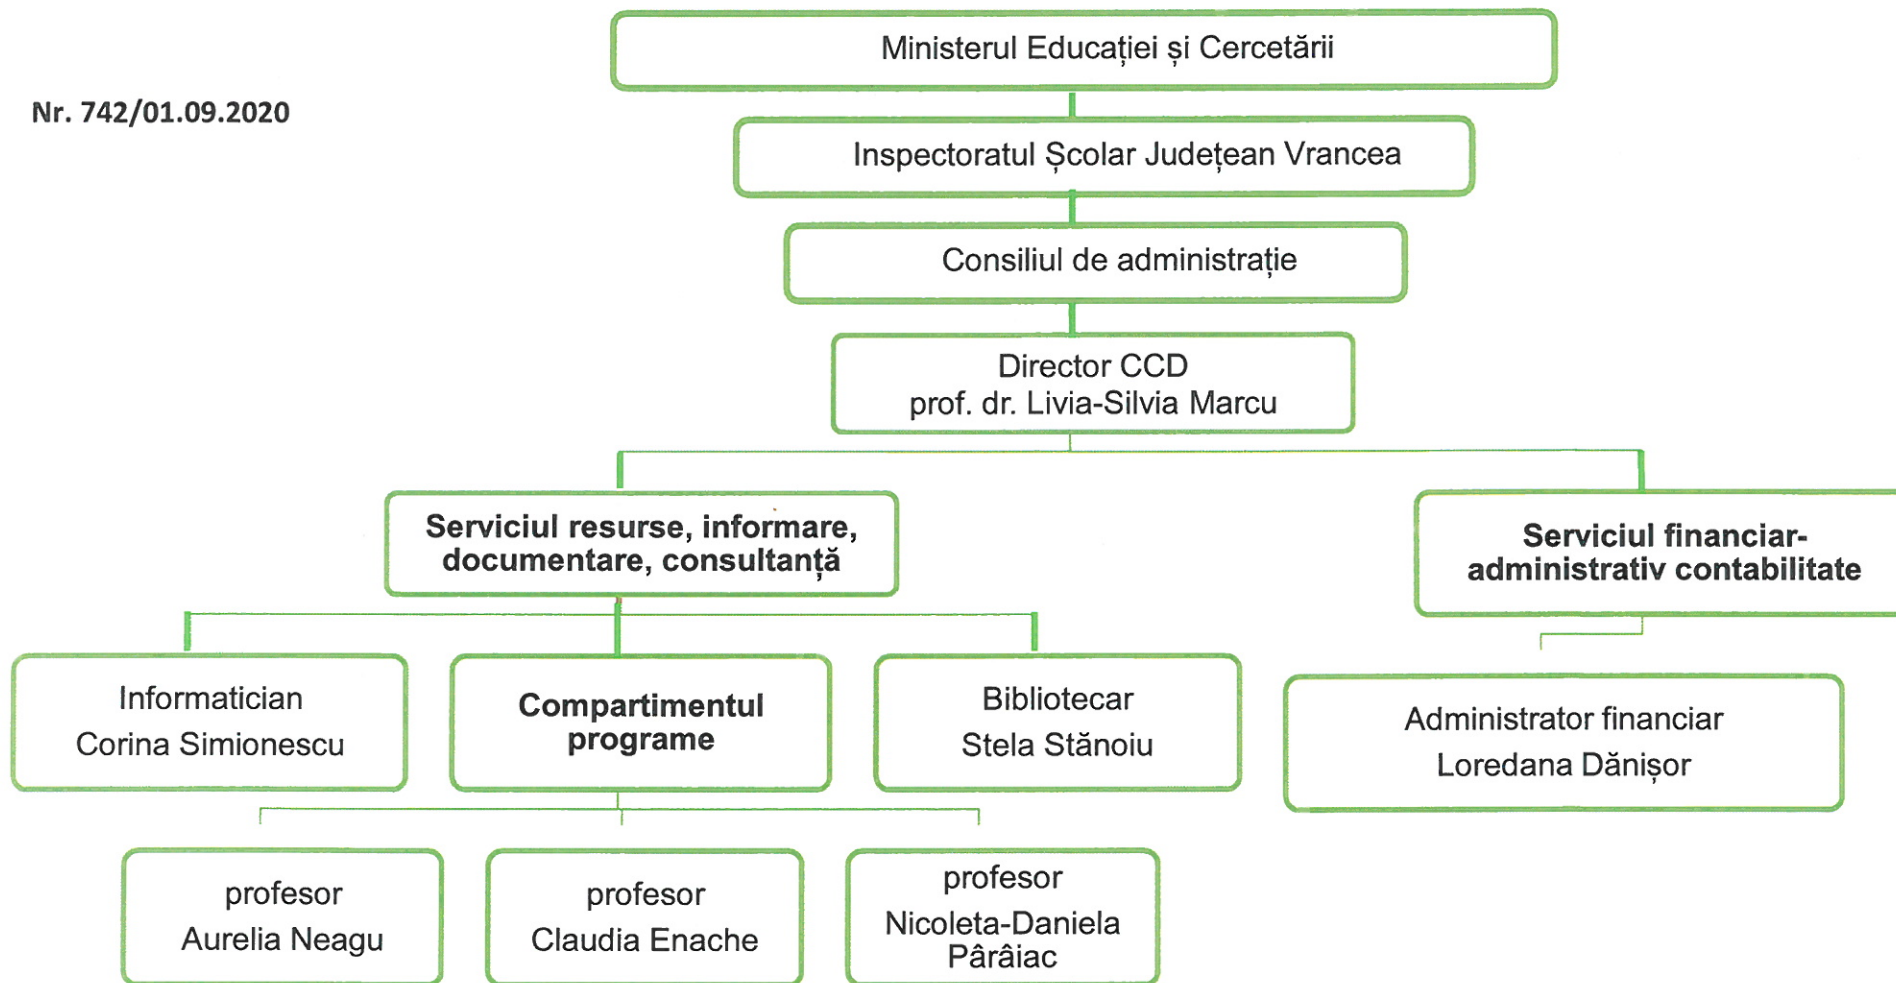 Ministerul Educației și Cercetării
Nr. 742/01.09.2020
Inspectoratul Școlar Județean Vrancea
Consiliul de administrație
Director CCD
prof. dr. Livia-Silvia Marcu
Serviciul resurse, informare,
documentare, consultanță
Serviciul financiar-
administrativ contabilitate
Informatician
Corina Simionescu
Compartimentul
programe
Bibliotecar
Stela Stănoiu
Administrator financiar
Loredana Dănișor
profesor
Aurelia Neagu
profesor
Claudia Enache
profesor
Nicoleta-Daniela
Pârâiac